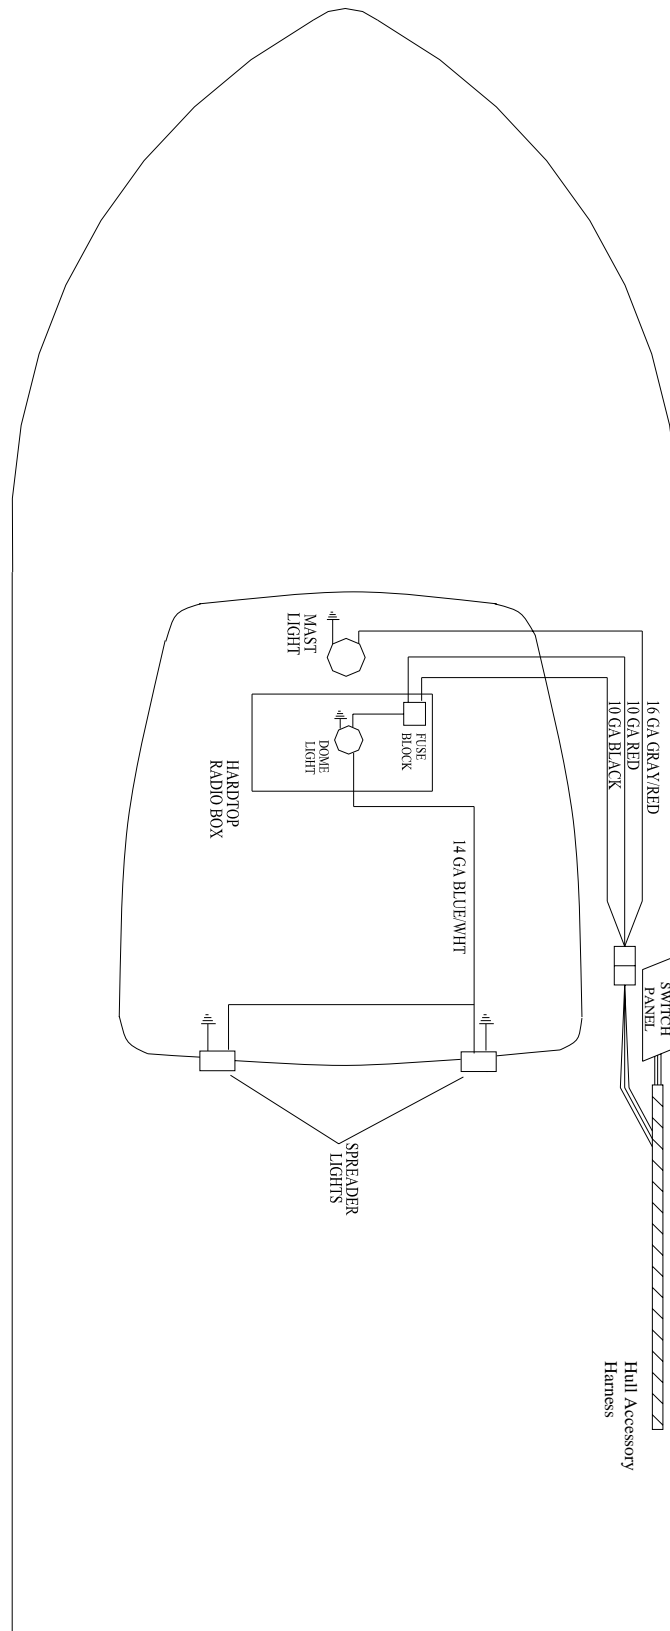 MAST
LIGHT
16 GA GRAY/RED
10 GA RED
10 GA BLACK
FUSE
BLOCK
DOME
LIGHT
HARDTOP
RADIO BOX
14 GA BLUE/WHT
SWITCH
PANEL
SPREADER
LIGHTS
Hull Accessory
Harness